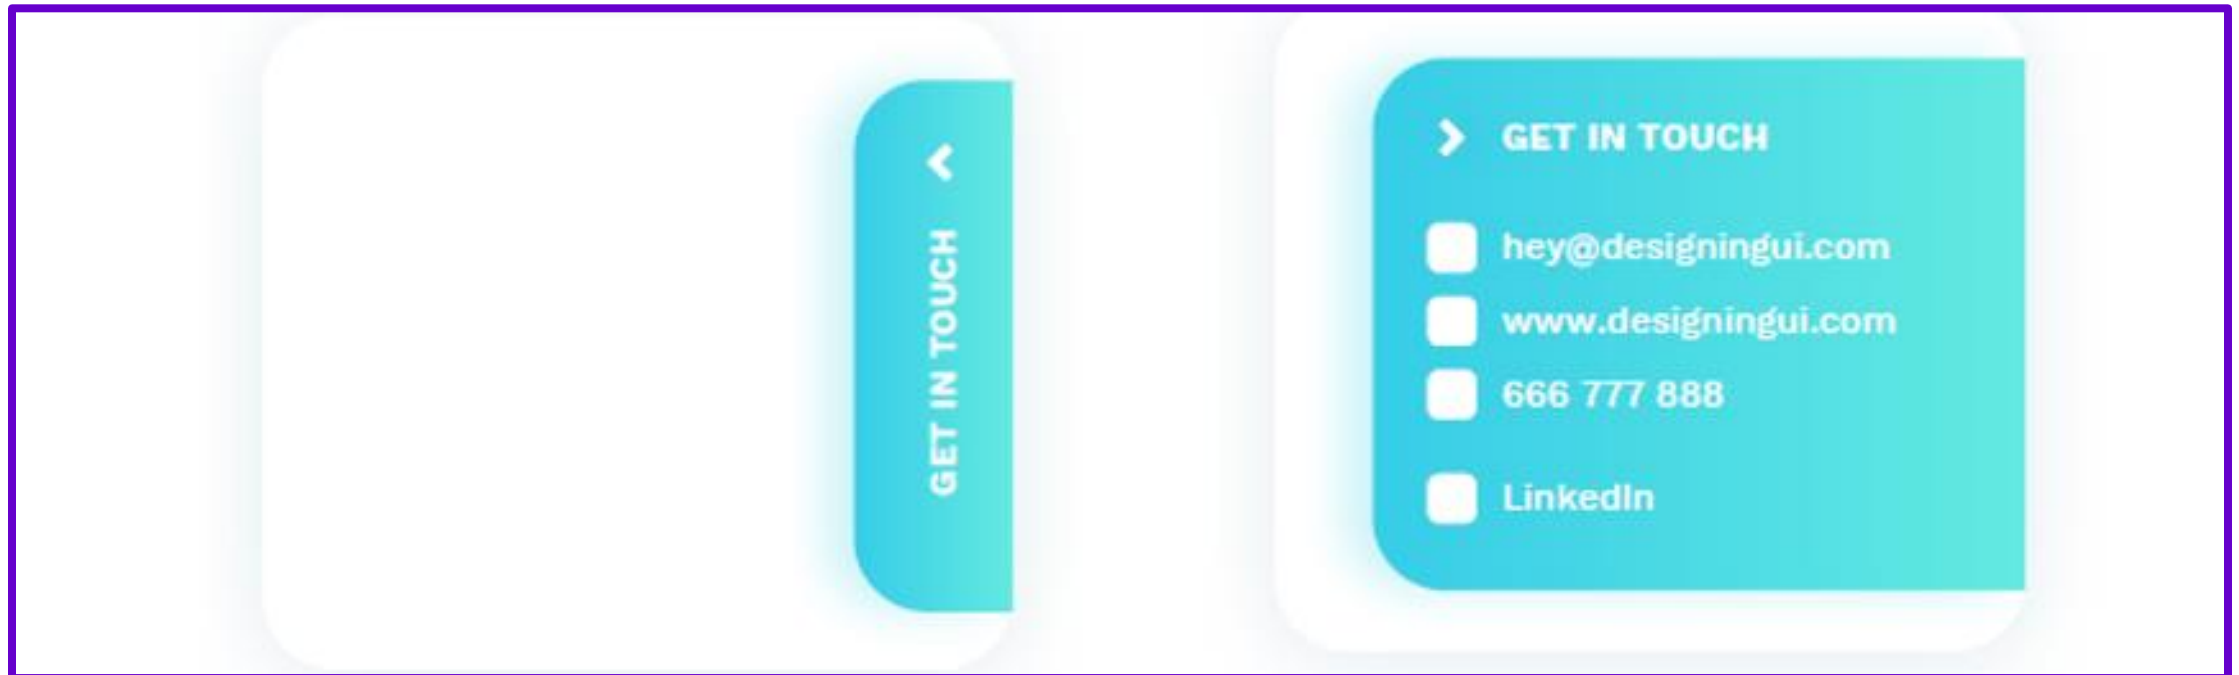 GET IN TOUCH
GET IN TOUCH
hey@designingui.com
www.designingui.com
666 777 888
LinkedIn